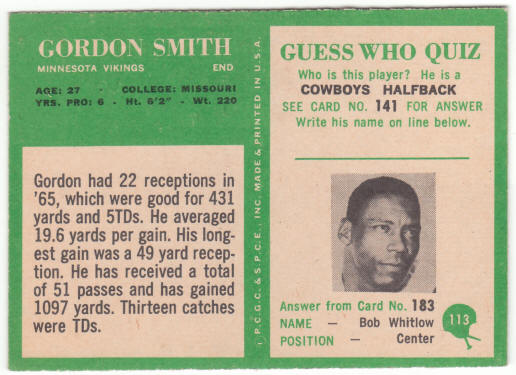 GORDON SMITH
MINNESOTA VIKINGS END
AGE: 27 - COLLEGE: MISSOURI
YRS. PRO: 6 - Ht. 6'2" - Wt. 220
Gordon had 22 receptions in
'65, which were good for 431
yards and 5TDs. He averaged
19.6 yards per gain. His long-
est gain was a 49 yard recep-
tion. He has received a total
of 51 passes and has gained
1097 yards. Thirteen catches
were TDs.
© P.C.G.C. & S.P.C.E., INC. MADE & PRINTED IN U.S.A.
GUESS WHO QUIZ
Who is this player? He is a
COWBOYS HALFBACK
SEE CARD NO. 141 FOR ANSWER
Write his name on line below.
Answer from Card No. 183
NAME – Bob Whitlow
POSITION – Center
113